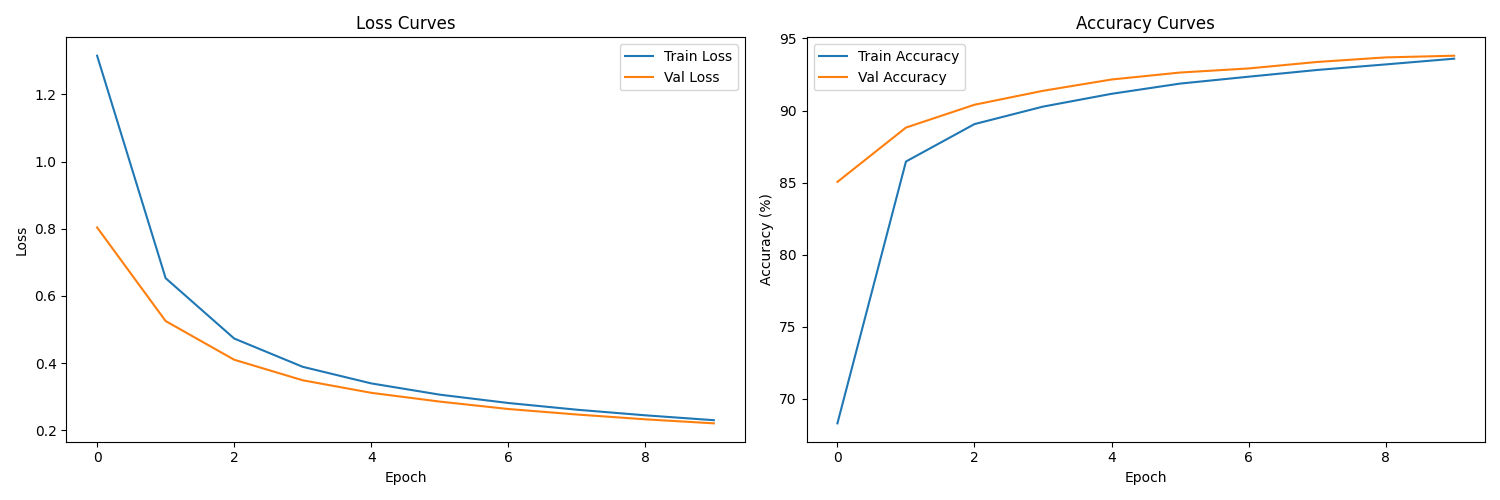 Loss Curves
Train Loss
Val Loss
1.2
1.0
0.8
0.6
0.4
0.2
Loss
0 2 4 6 8
Epoch
Accuracy Curves
Train Accuracy
Val Accuracy
95
90
85
80
75
70
Accuracy (%)
0 2 4 6 8
Epoch